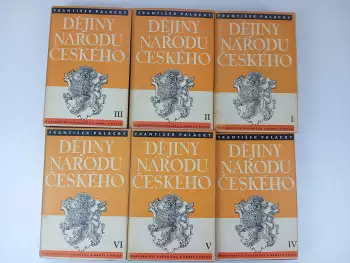 FRANTIŠEK PALACKÝ
DĚJINY
NÁRODU
ČESKÉHO
III
FRANTIŠEK PALACKÝ
DĚJINY
NÁRODU
ČESKÉHO
II
FRANTIŠEK PALACKÝ
DĚJINY
NÁRODU
ČESKÉHO
I
FRANTIŠEK PALACKÝ
DĚJINY
NÁRODU
ČESKÉHO
VI
FRANTIŠEK PALACKÝ
DĚJINY
NÁRODU
ČESKÉHO
V
FRANTIŠEK PALACKÝ
DĚJINY
NÁRODU
ČESKÉHO
IV